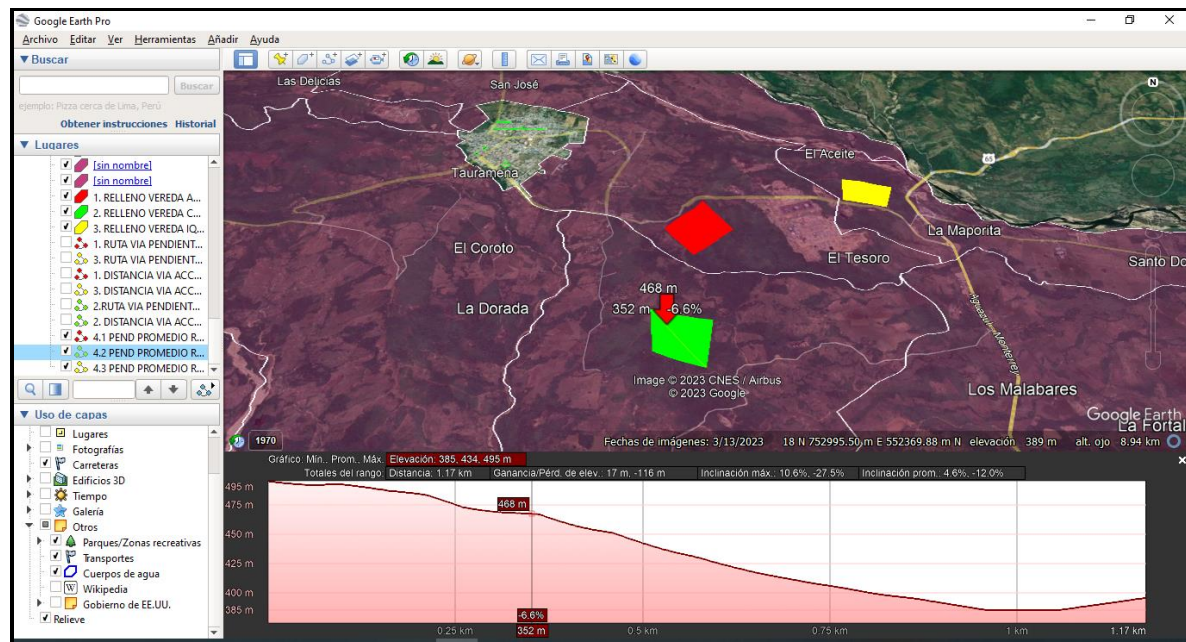 Google Earth Pro
Archivo Editar Ver Herramientas Añadir Ayuda
▼ Buscar
Buscar
ejemplo: Pizza cerca de Lima, Perú
Obtener instrucciones Historial
▼ Lugares
[sin nombre]
[sin nombre]
1. RELLENO VEREDA A...
2. RELLENO VEREDA C...
3. RELLENO VEREDA IQ...
1. RUTA VIA PENDIENT...
3. RUTA VIA PENDIENT...
1. DISTANCIA VIA ACC...
3. DISTANCIA VIA ACC...
2.RUTA VIA PENDIENT...
2. DISTANCIA VIA ACC...
4.1 PEND PROMEDIO R...
4.2 PEND PROMEDIO R...
4.3 PEND PROMEDIO R...
▼ Uso de capas
Lugares
Fotografías
Carreteras
Edificios 3D
Tiempo
Galería
Otros
Parques/Zonas recreativas
Transportes
Cuerpos de agua
Wikipedia
Gobierno de EE.UU.
Relieve
Las Delicias
San José
N
El Aceite
65
Tauramena
La Maporita
El Coroto
El Tesoro
Santo Do
468 m
La Dorada
352 m -6.6%
Aguazul - Monterrey
Image © 2023 CNES / Airbus
© 2023 Google
Los Malabares
Google Earth
La Fortal
1970
Fechas de imágenes: 3/13/2023 18 N 752995.50 m E 552369.88 m N elevación 389 m alt. ojo 8.94 km
Gráfico: Mín., Prom., Máx. Elevación: 385, 434, 495 m
Totales del rango: Distancia: 1.17 km Ganancia/Pérd. de elev.: 17 m, -116 m Inclinación máx.: 10.6%, -27.5% Inclinación prom.: 4.6%, -12.0%
495 m
475 m
468 m
450 m
425 m
400 m
385 m
-6.6%
0.25 km 352 m 0.5 km 0.75 km 1 km 1.17 km